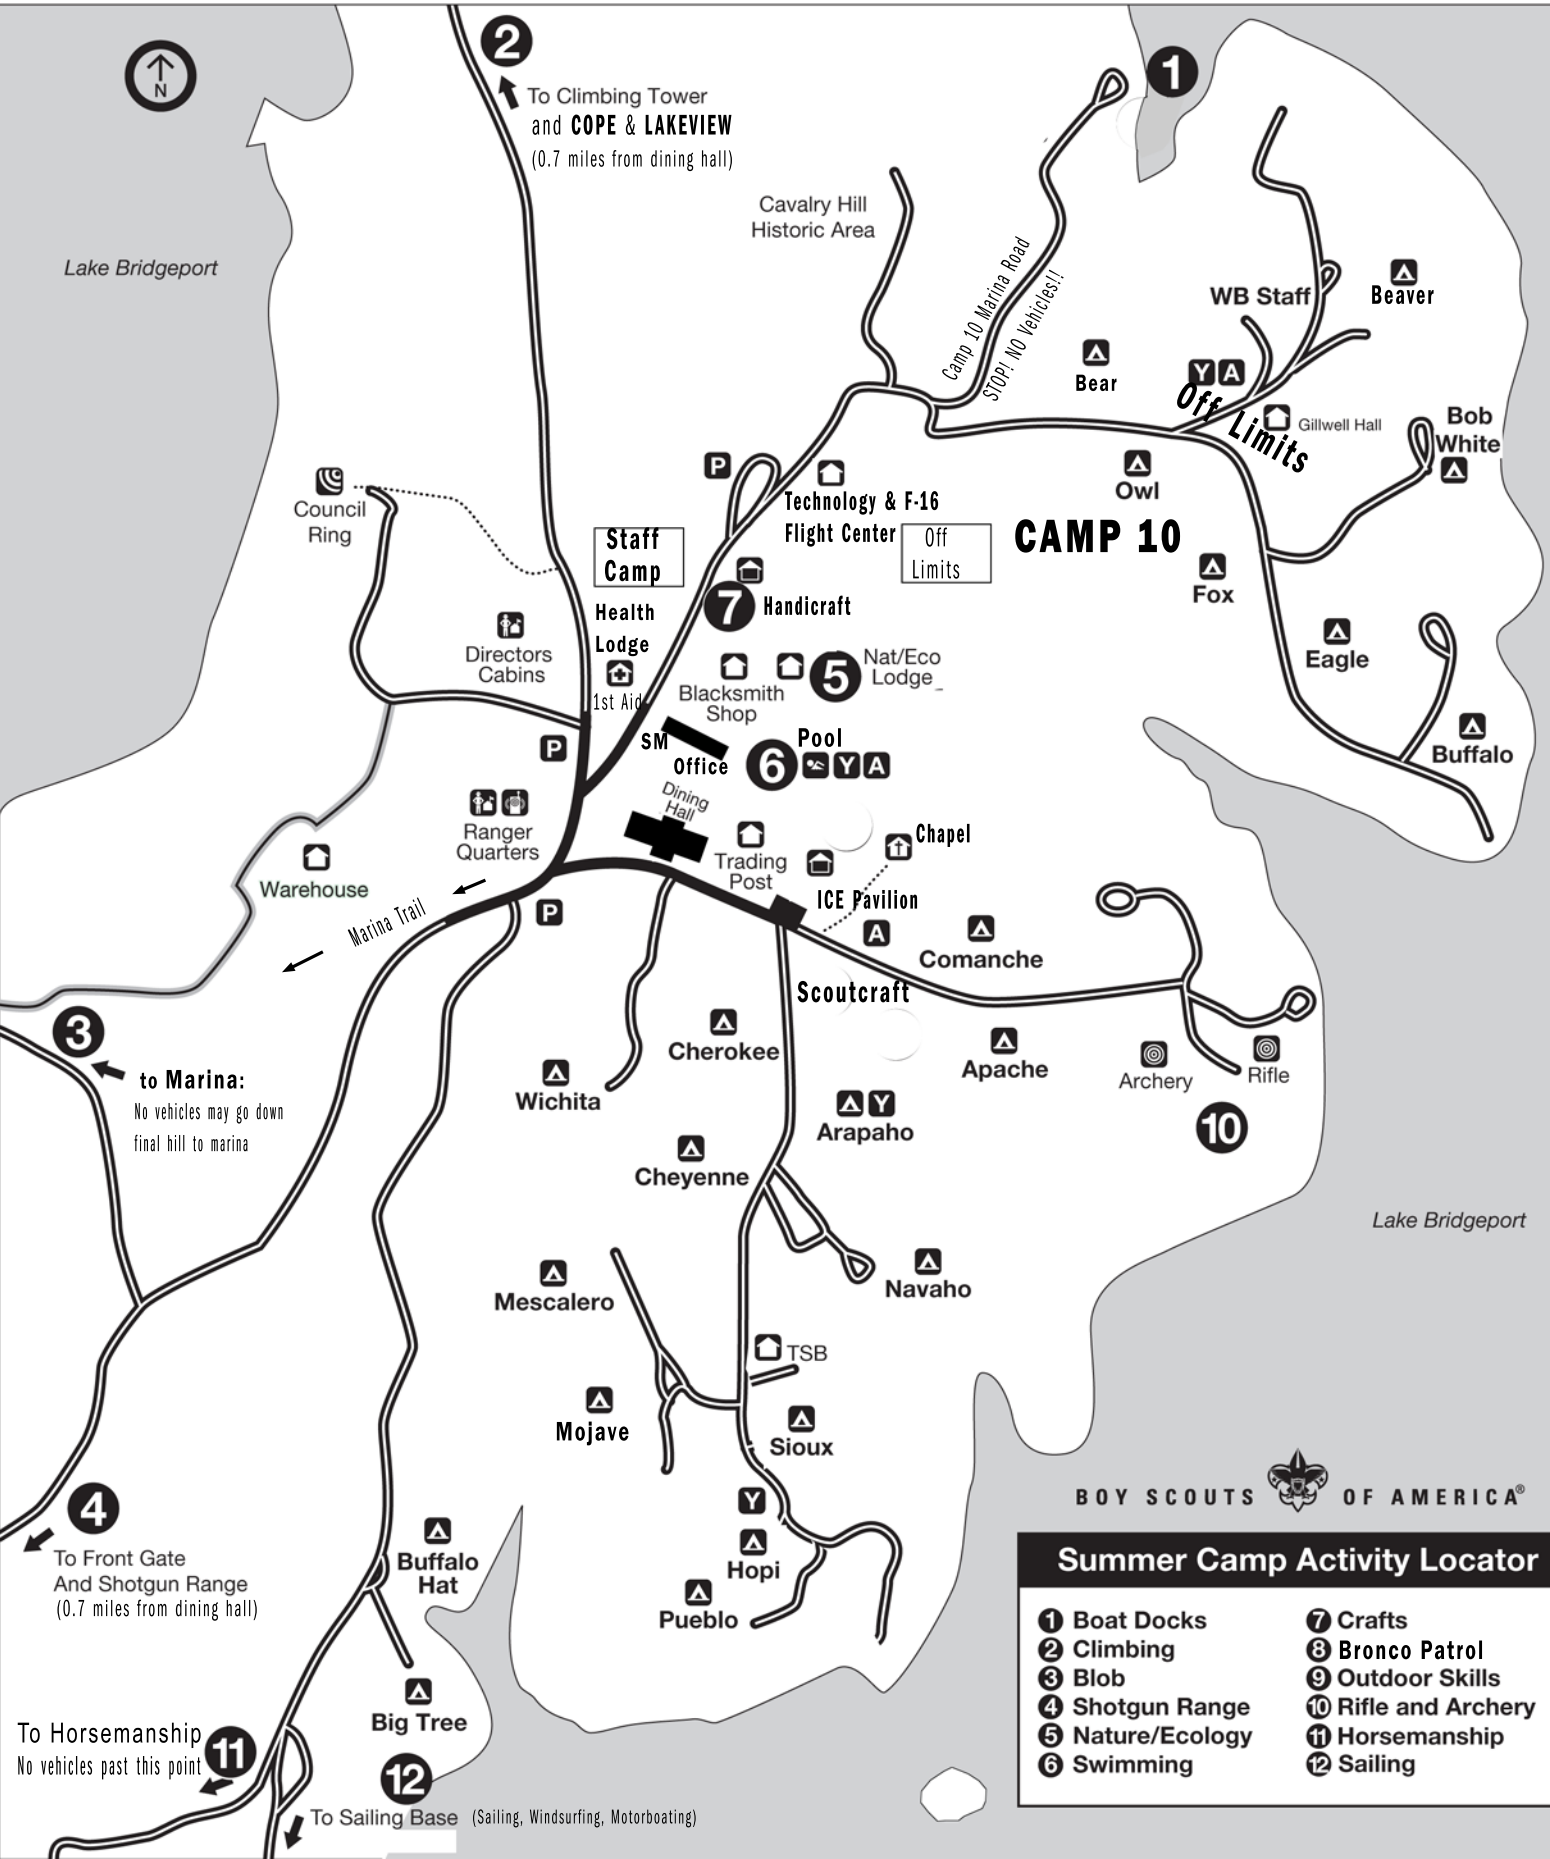 N
2
To Climbing Tower
and COPE & LAKEVIEW
(0.7 miles from dining hall)
1
Cavalry Hill
Historic Area
Lake Bridgeport
Camp 10 Marina Road
STOP! NO Vehicles!!
WB Staff
Beaver
Bear
Y A
Off Limits
Gillwell Hall
Bob
White
P
Council
Ring
Technology & F-16
Flight Center
Off
Limits
Owl
CAMP 10
Staff
Camp
Fox
7
Handicraft
Health
Lodge
1st Aid
Directors
Cabins
Eagle
Blacksmith
Shop
5
Nat/Eco
Lodge
P
SM
Office
6
Pool
Y A
Buffalo
Dining
Hall
Ranger
Quarters
Trading
Post
Chapel
Warehouse
ICE Pavilion
Marina Trail
P
A
Comanche
Scoutcraft
3
to Marina:
No vehicles may go down
final hill to marina
Cherokee
Wichita
Apache
Archery
Rifle
10
Y
Arapaho
Cheyenne
Lake Bridgeport
Navaho
Mescalero
TSB
Mojave
Sioux
4
To Front Gate
And Shotgun Range
(0.7 miles from dining hall)
Y
Hopi
Buffalo
Hat
Pueblo
Big Tree
To Horsemanship
No vehicles past this point
11
12
To Sailing Base (Sailing, Windsurfing, Motorboating)
BOY SCOUTS OF AMERICA®
Summer Camp Activity Locator
1 Boat Docks
2 Climbing
3 Blob
4 Shotgun Range
5 Nature/Ecology
6 Swimming
7 Crafts
8 Bronco Patrol
9 Outdoor Skills
10 Rifle and Archery
11 Horsemanship
12 Sailing